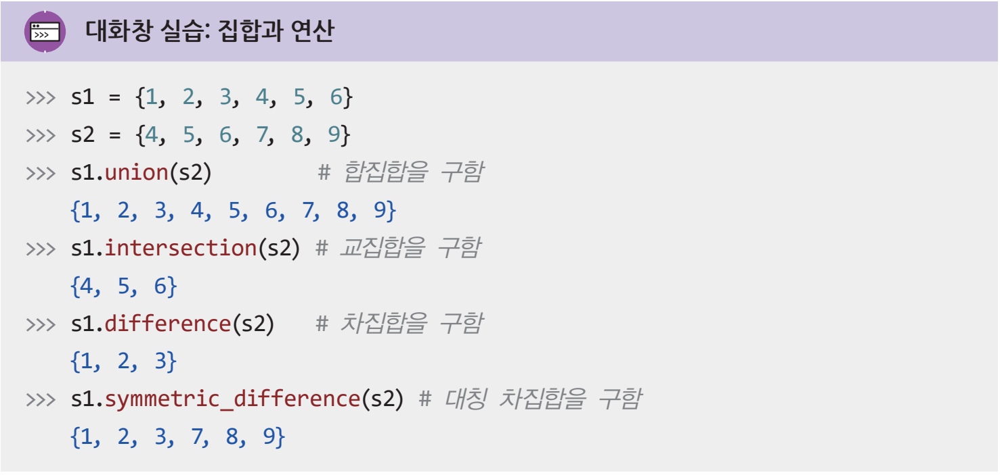 >>>
대화창 실습: 집합과 연산
>>> s1 = {1, 2, 3, 4, 5, 6}
>>> s2 = {4, 5, 6, 7, 8, 9}
>>> s1.union(s2) # 합집합을 구함
{1, 2, 3, 4, 5, 6, 7, 8, 9}
>>> s1.intersection(s2) # 교집합을 구함
{4, 5, 6}
>>> s1.difference(s2) # 차집합을 구함
{1, 2, 3}
>>> s1.symmetric_difference(s2) # 대칭 차집합을 구함
{1, 2, 3, 7, 8, 9}